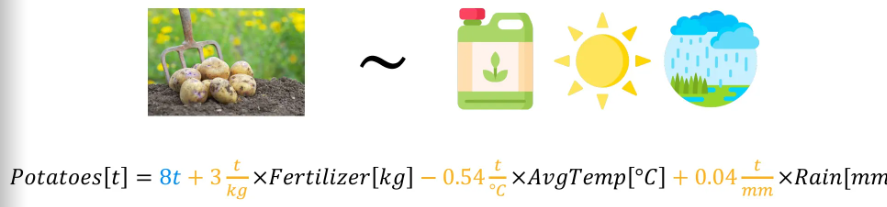 ~
Potatoes[t] = 8t + 3 t/kg ×Fertilizer[kg] − 0.54 t/°C ×AvgTemp[°C] + 0.04 t/mm ×Rain[mm